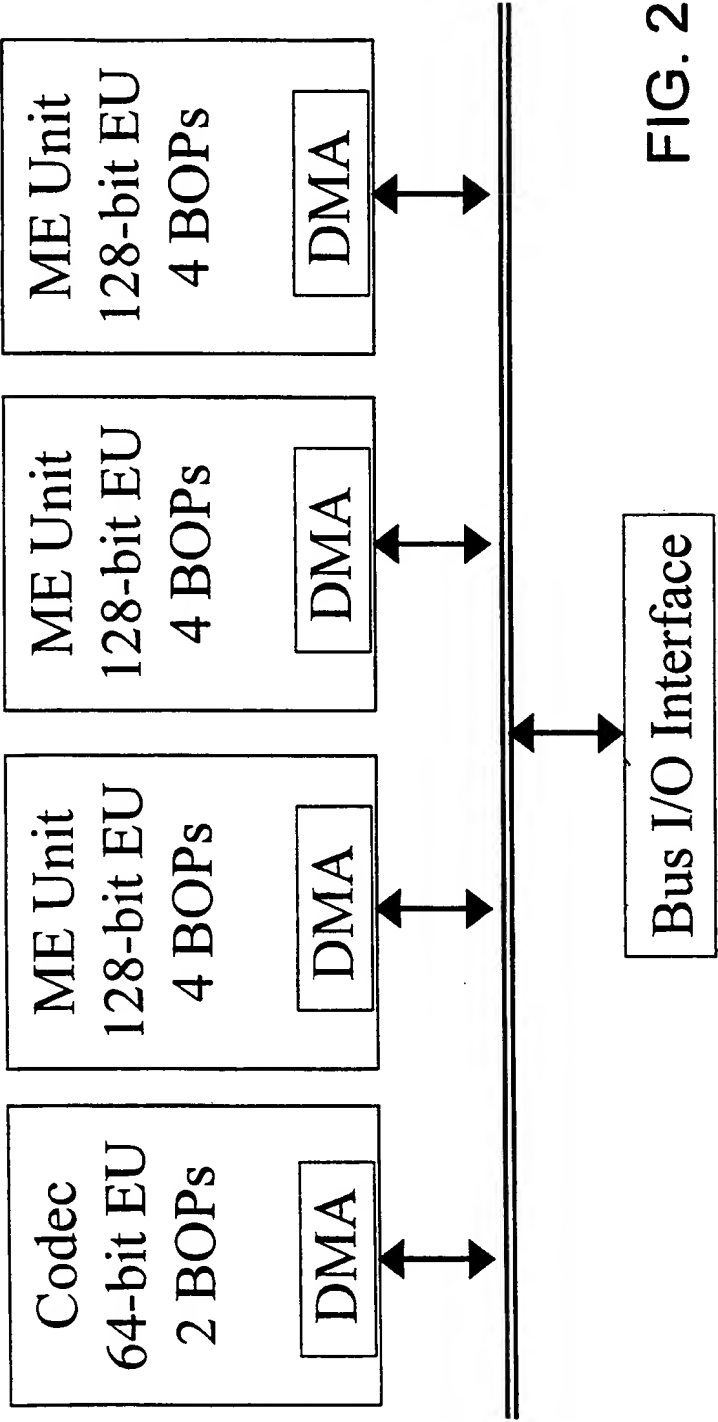 Codec
64-bit EU
2 BOPs
DMA
ME Unit
128-bit EU
4 BOPs
DMA
ME Unit
128-bit EU
4 BOPs
DMA
ME Unit
128-bit EU
4 BOPs
DMA
Bus I/O Interface
FIG. 2